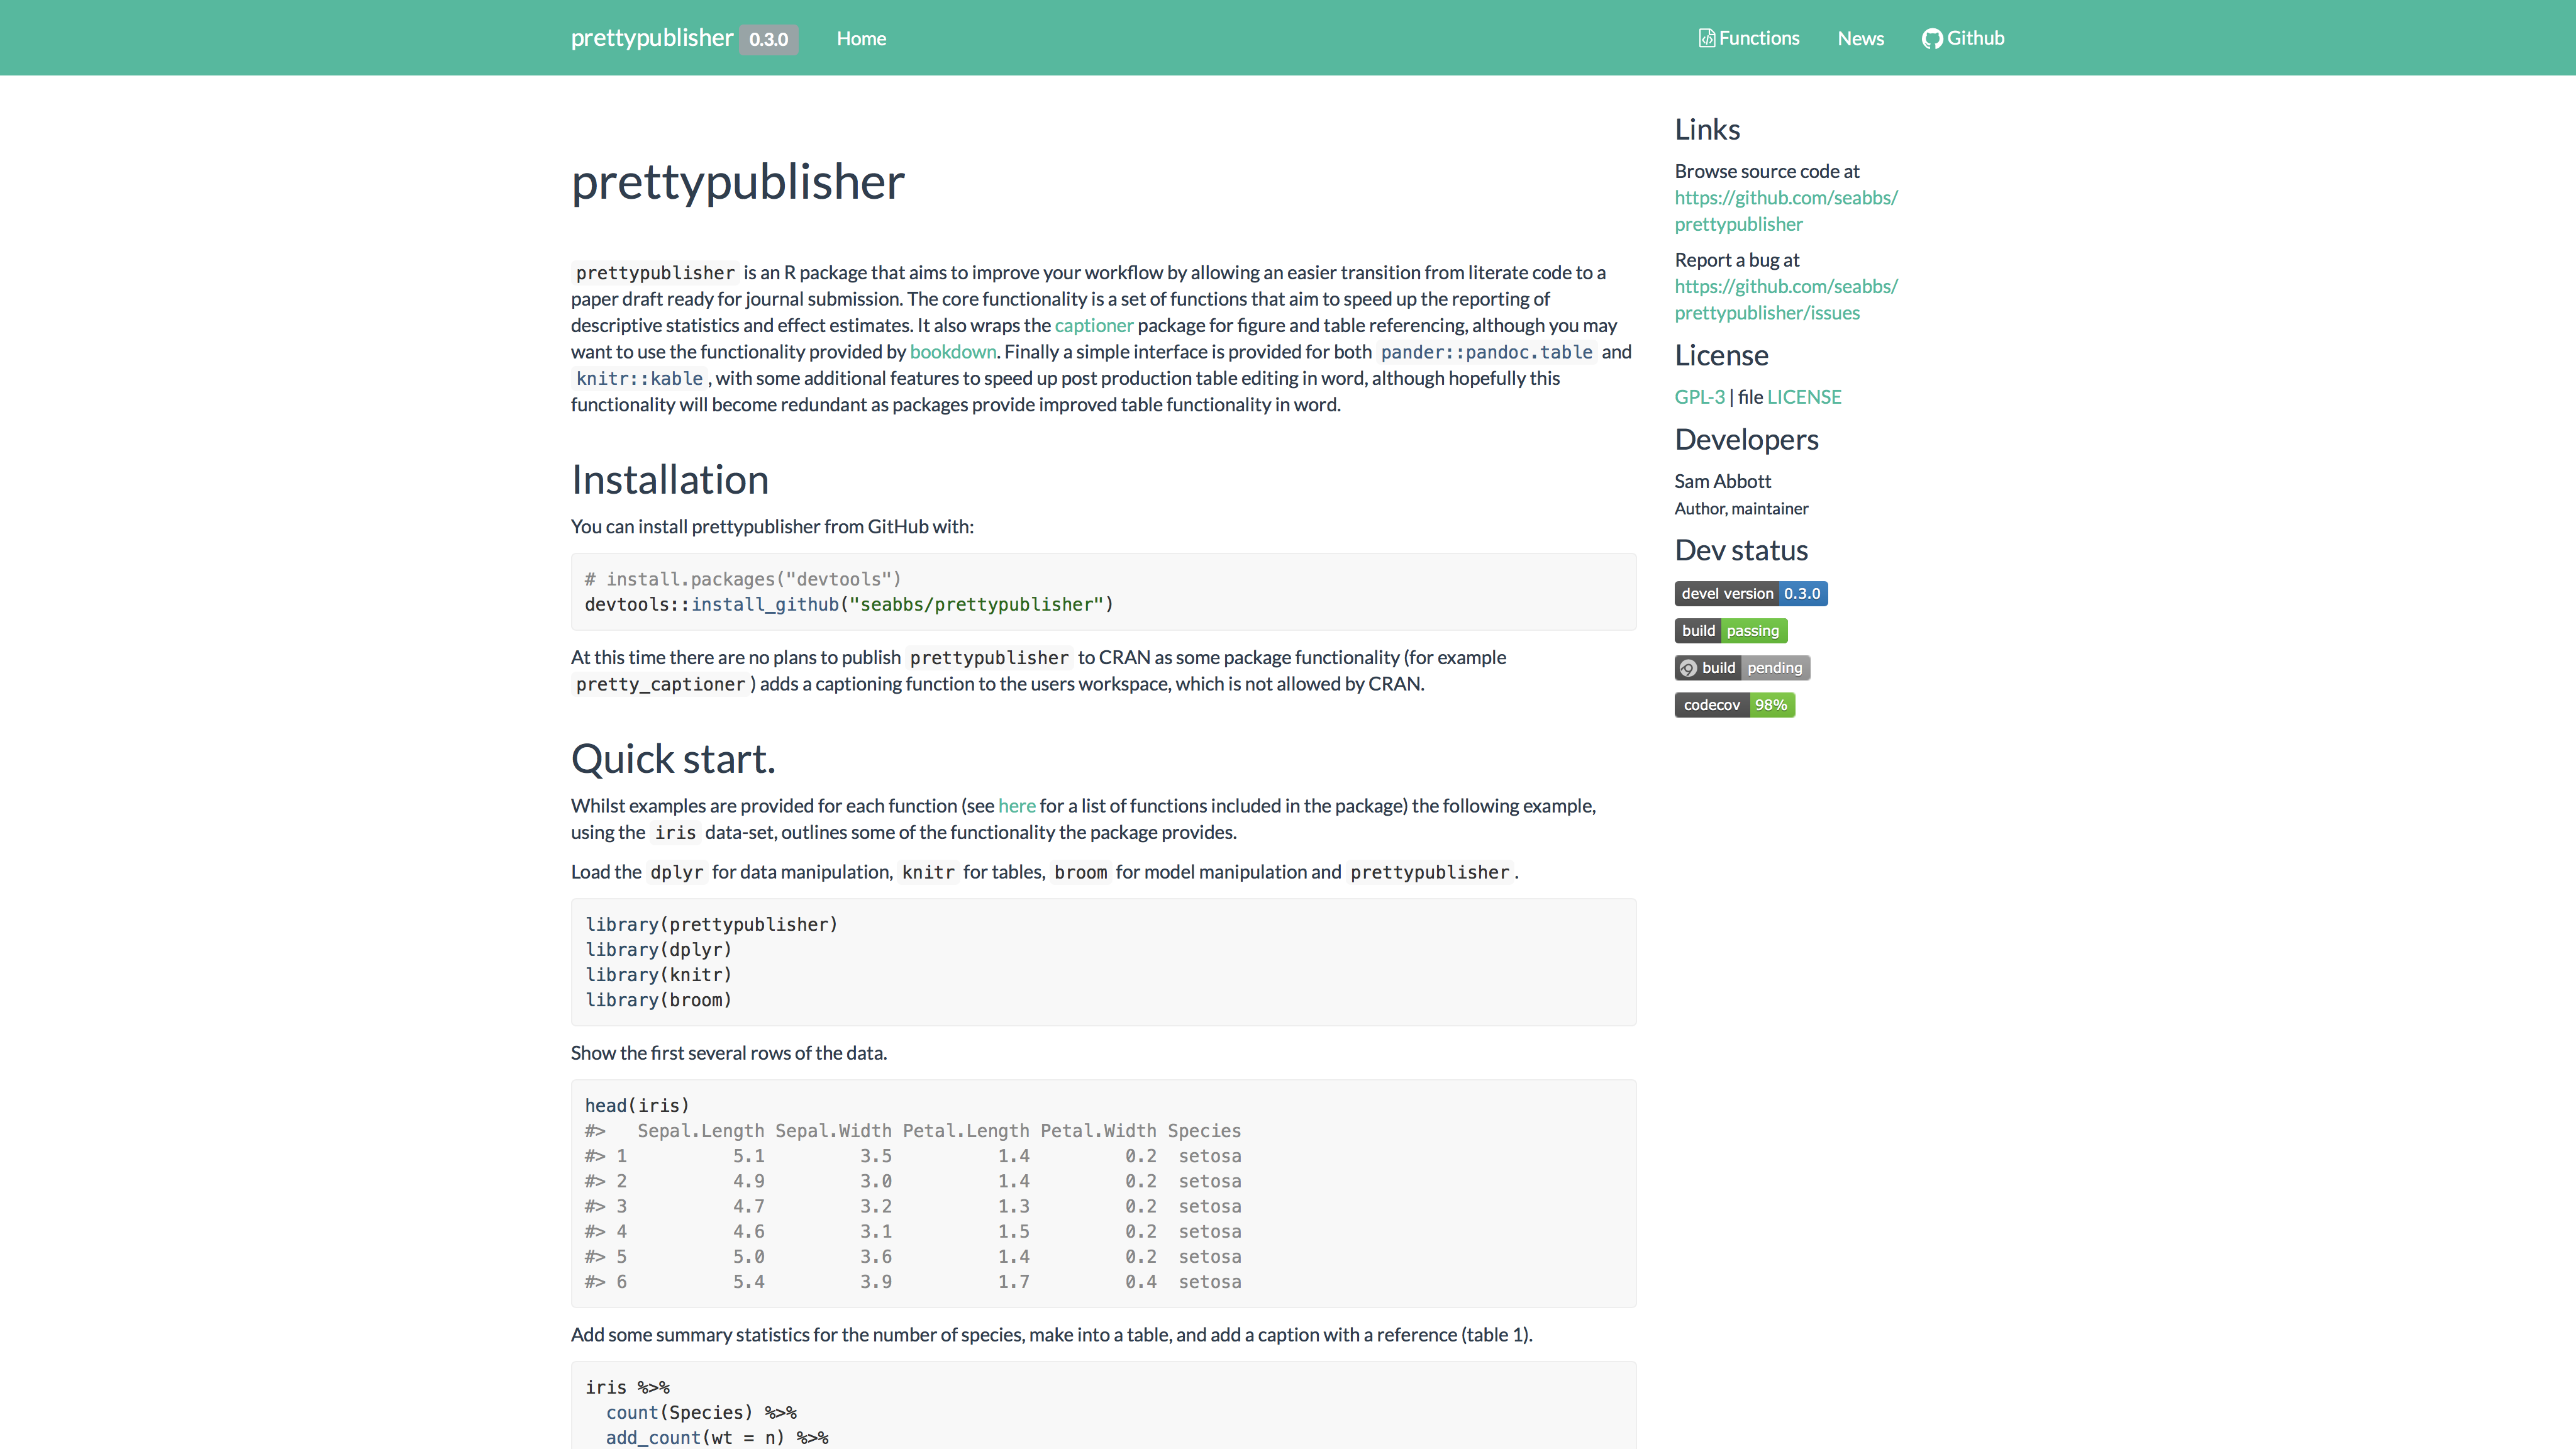 prettypublisher 0.3.0 Home Functions News Github
prettypublisher
prettypublisher is an R package that aims to improve your workflow by allowing an easier transition from literate code to a
paper draft ready for journal submission. The core functionality is a set of functions that aim to speed up the reporting of
descriptive statistics and effect estimates. It also wraps the captioner package for figure and table referencing, although you may
want to use the functionality provided by bookdown. Finally a simple interface is provided for both pander::pandoc.table and
knitr::kable, with some additional features to speed up post production table editing in word, although hopefully this
functionality will become redundant as packages provide improved table functionality in word.
Installation
You can install prettypublisher from GitHub with:
# install.packages("devtools")
devtools::install_github("seabbs/prettypublisher")
At this time there are no plans to publish prettypublisher to CRAN as some package functionality (for example
pretty_captioner) adds a captioning function to the users workspace, which is not allowed by CRAN.
Quick start.
Whilst examples are provided for each function (see here for a list of functions included in the package) the following example,
using the iris data-set, outlines some of the functionality the package provides.
Load the dplyr for data manipulation, knitr for tables, broom for model manipulation and prettypublisher.
library(prettypublisher)
library(dplyr)
library(knitr)
library(broom)
Show the first several rows of the data.
head(iris)
#>   Sepal.Length Sepal.Width Petal.Length Petal.Width Species
#> 1          5.1         3.5          1.4         0.2  setosa
#> 2          4.9         3.0          1.4         0.2  setosa
#> 3          4.7         3.2          1.3         0.2  setosa
#> 4          4.6         3.1          1.5         0.2  setosa
#> 5          5.0         3.6          1.4         0.2  setosa
#> 6          5.4         3.9          1.7         0.4  setosa
Add some summary statistics for the number of species, make into a table, and add a caption with a reference (table 1).
iris %>%
  count(Species) %>%
  add_count(wt = n) %>%
Links
Browse source code at
https://github.com/seabbs/
prettypublisher
Report a bug at
https://github.com/seabbs/
prettypublisher/issues
License
GPL-3 | file LICENSE
Developers
Sam Abbott
Author, maintainer
Dev status
devel version 0.3.0
build passing
build pending
codecov 98%